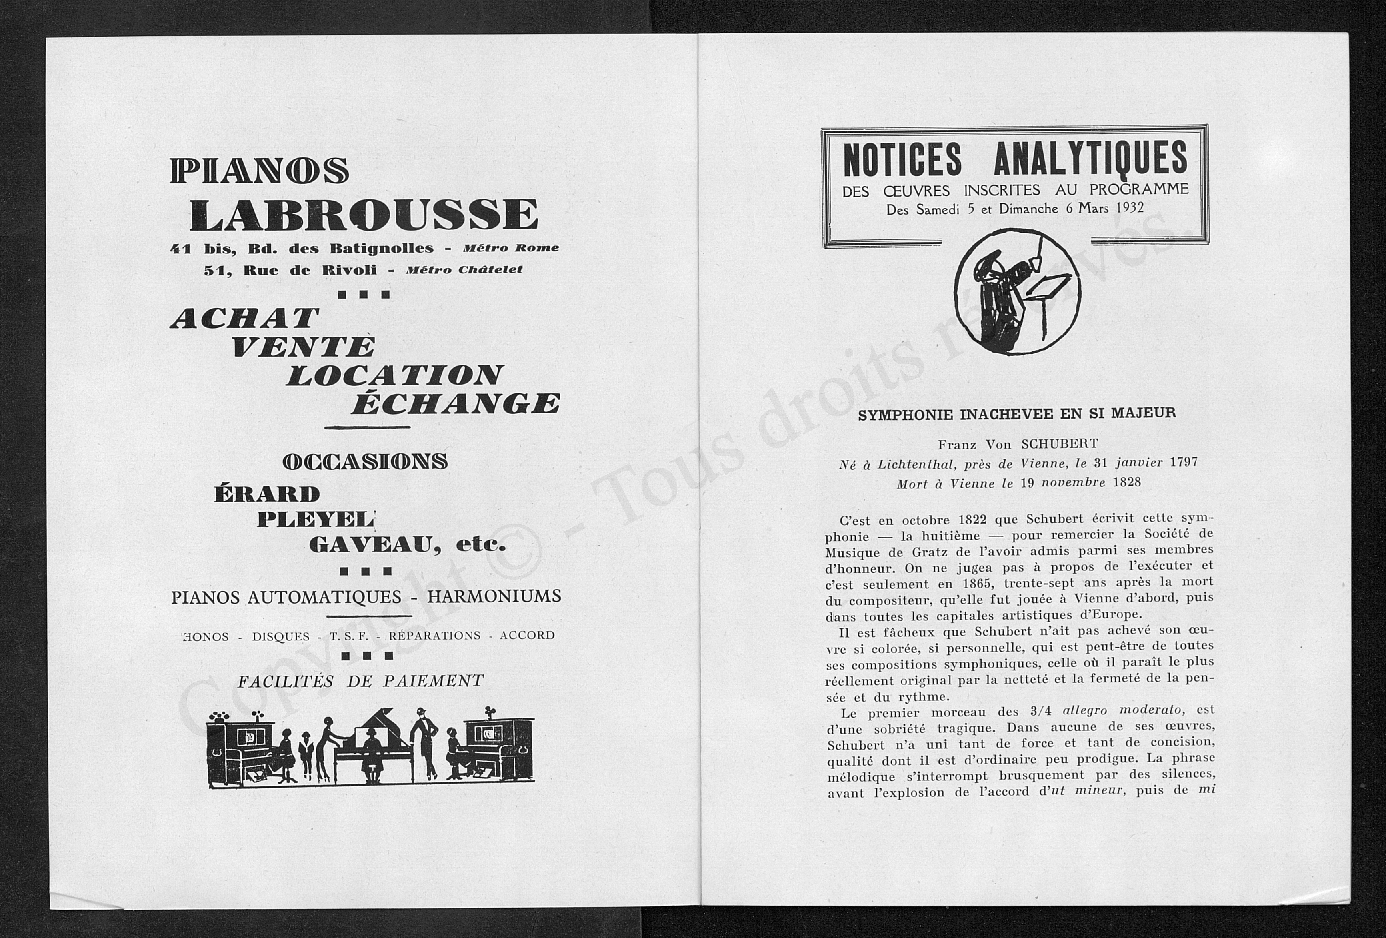 PIANOS
LABROUSSE
41 bis, Bd. des Batignolles - Métro Rome
51, Rue de Rivoli - Métro Châtelet
ACHAT
VENTE
LOCATION
ÉCHANGE
OCCASIONS
ÉRARD
PLEYEL
GAVEAU, etc.
PIANOS AUTOMATIQUES - HARMONIUMS
HONOS - DISQUES - T.S.F. - RÉPARATIONS - ACCORD
FACILITÉS DE PAIEMENT
NOTICES ANALYTIQUES
DES ŒUVRES INSCRITES AU PROGRAMME
Des Samedi 5 et Dimanche 6 Mars 1932
SYMPHONIE INACHEVEE EN SI MAJEUR
Franz Von SCHUBERT
Né à Lichtenthal, près de Vienne, le 31 janvier 1797
Mort à Vienne le 19 novembre 1828
C'est en octobre 1822 que Schubert écrivit cette sym-
phonie — la huitième — pour remercier la Société de
Musique de Gratz de l'avoir admis parmi ses membres
d'honneur. On ne jugea pas à propos de l'exécuter et
c'est seulement en 1865, trente-sept ans après la mort
du compositeur, qu'elle fut jouée à Vienne d'abord, puis
dans toutes les capitales artistiques d'Europe.
Il est fâcheux que Schubert n'ait pas achevé son œu-
vre si colorée, si personnelle, qui est peut-être de toutes
ses compositions symphoniques, celle où il paraît le plus
réellement original par la netteté et la fermeté de la pen-
sée et du rythme.
Le premier morceau des 3/4 allegro moderato, est
d'une sobriété tragique. Dans aucune de ses œuvres,
Schubert n'a uni tant de force et tant de concision,
qualité dont il est d'ordinaire peu prodigue. La phrase
mélodique s'interrompt brusquement par des silences,
avant l'explosion de l'accord d'ut mineur, puis de mi
Copyright © - Tous droits réservés.